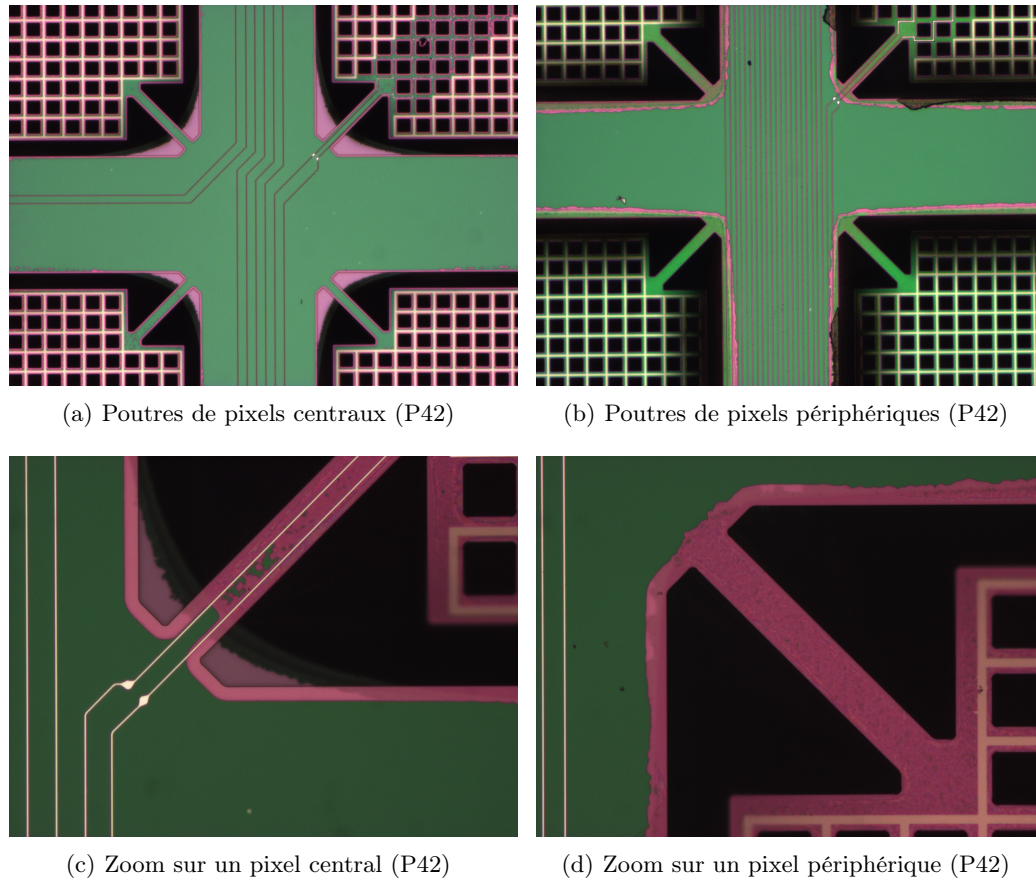 (a) Poutres de pixels centraux (P42)
(b) Poutres de pixels périphériques (P42)
(c) Zoom sur un pixel central (P42)
(d) Zoom sur un pixel périphérique (P42)